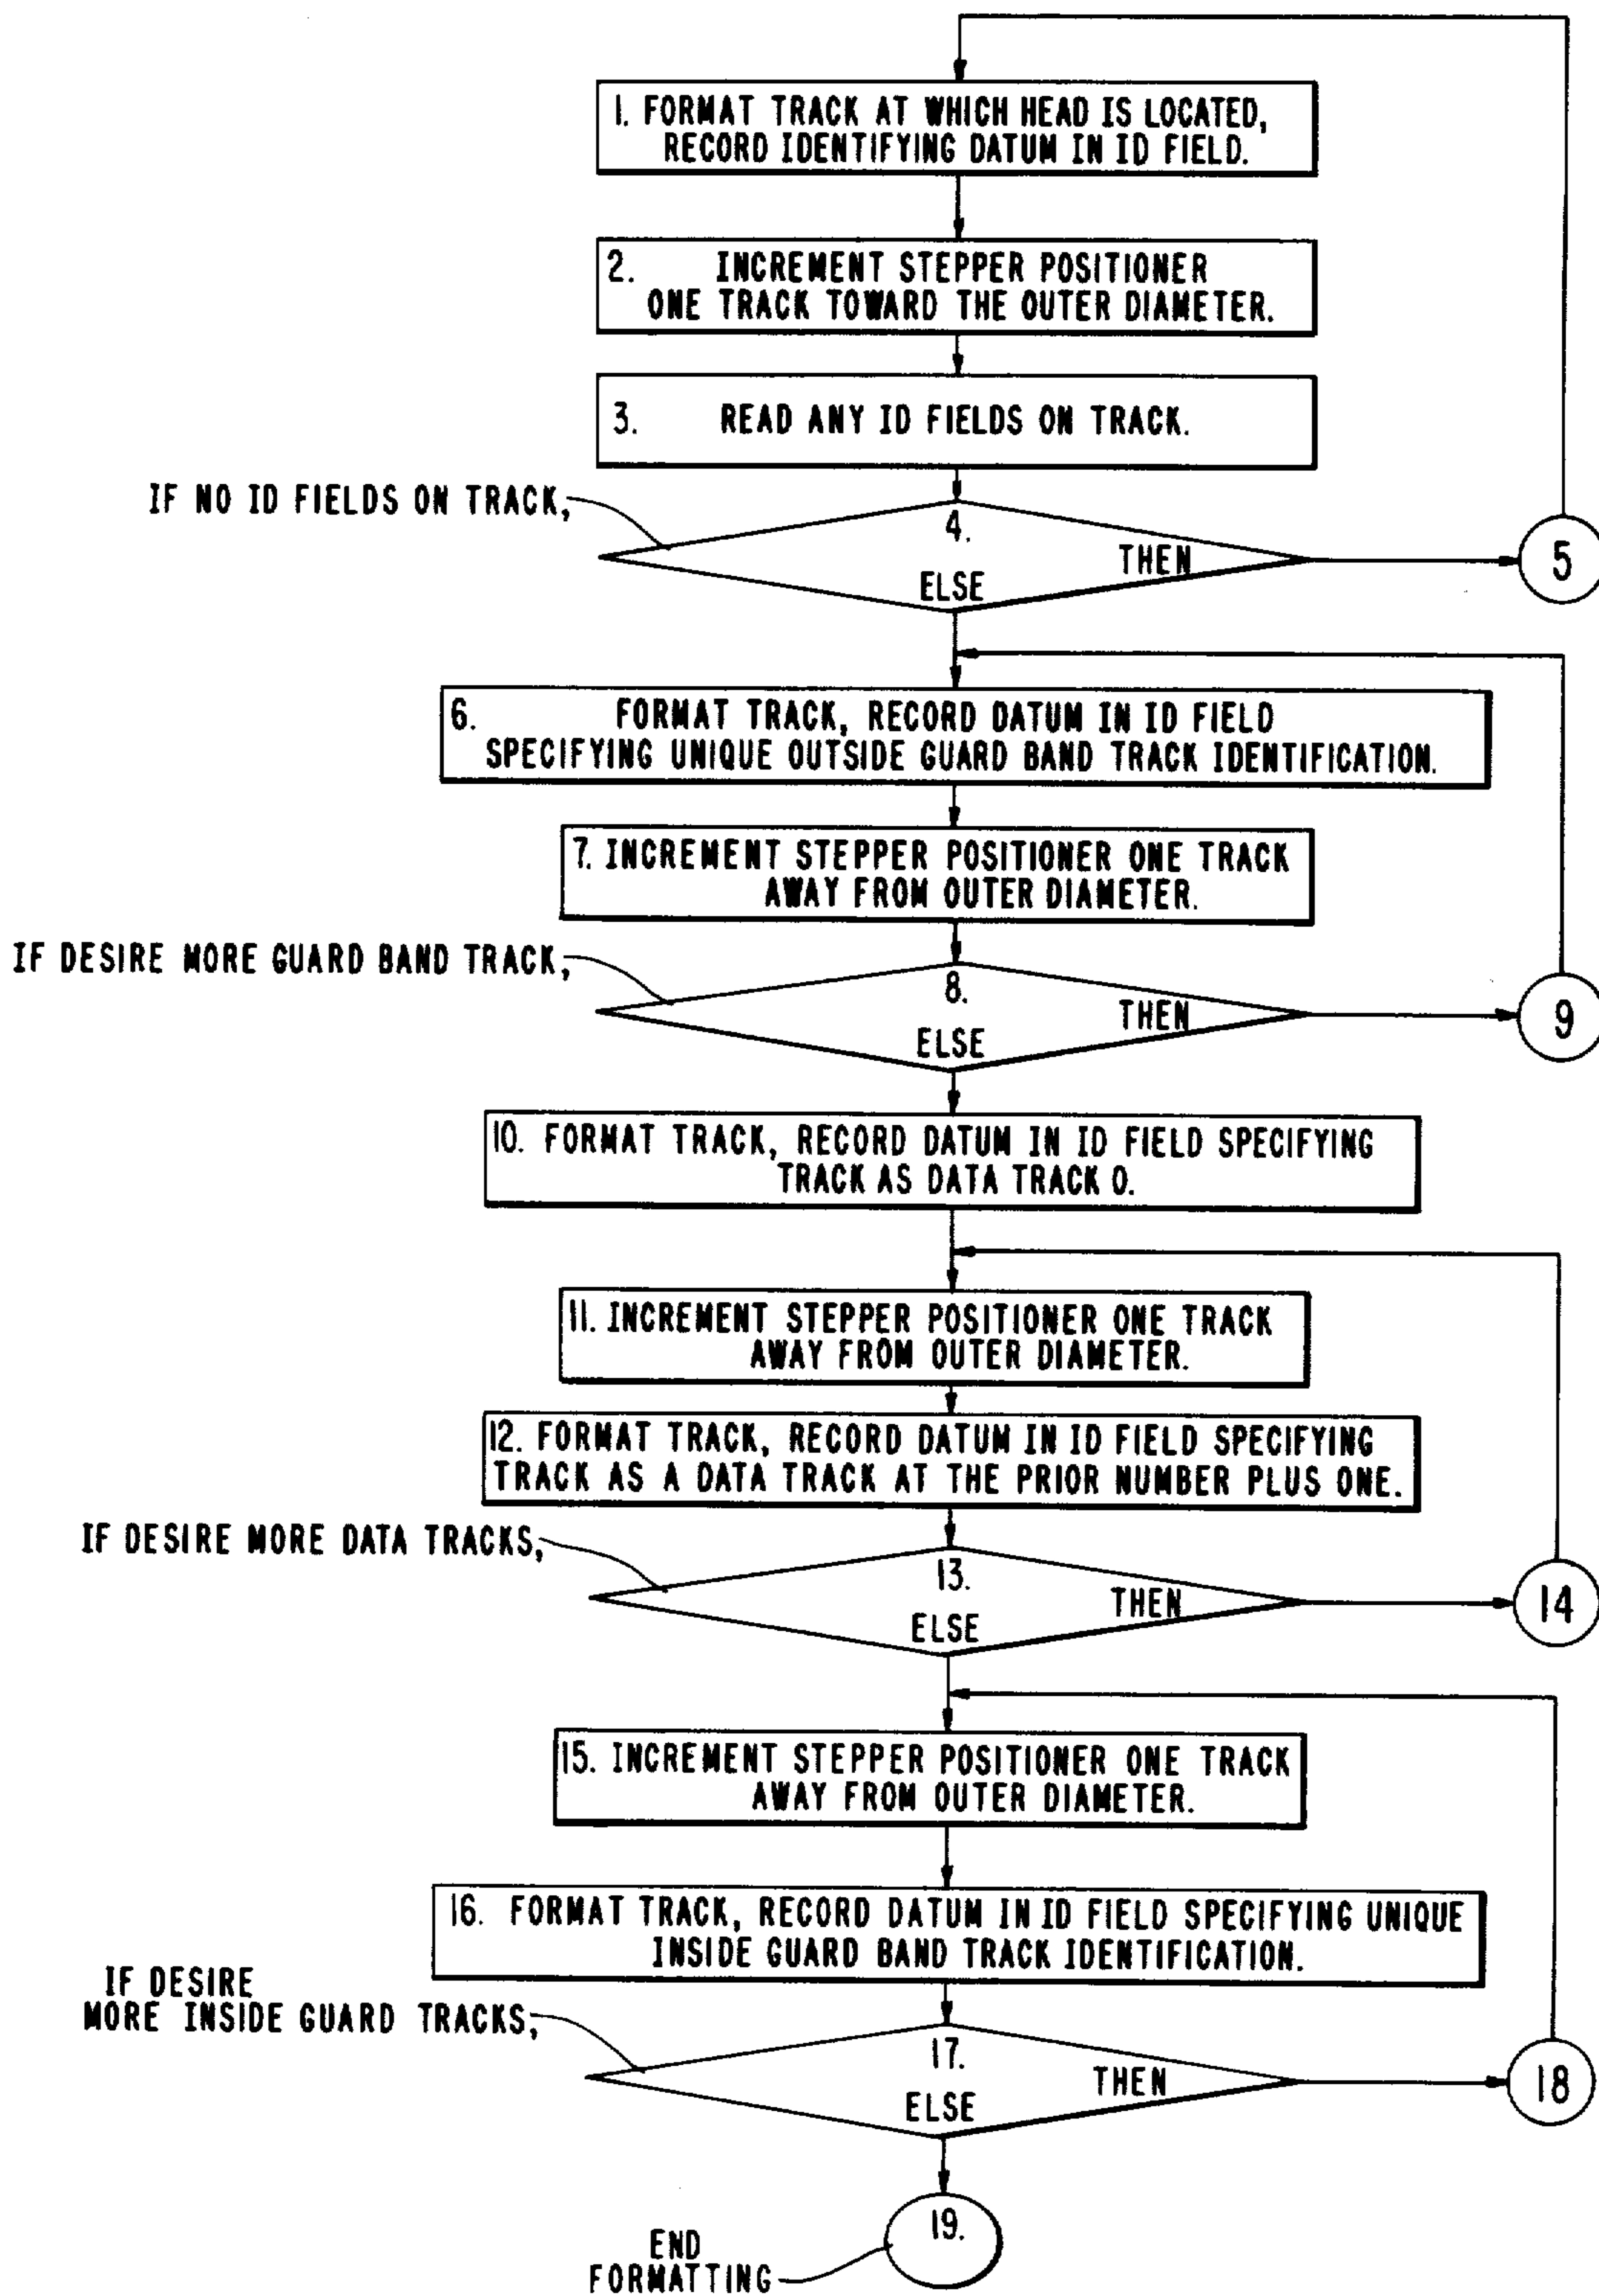 1. FORMAT TRACK AT WHICH HEAD IS LOCATED,
RECORD IDENTIFYING DATUM IN ID FIELD.
2. INCREMENT STEPPER POSITIONER
ONE TRACK TOWARD THE OUTER DIAMETER.
3. READ ANY ID FIELDS ON TRACK.
IF NO ID FIELDS ON TRACK,
4.
THEN
ELSE
5
6. FORMAT TRACK, RECORD DATUM IN ID FIELD
SPECIFYING UNIQUE OUTSIDE GUARD BAND TRACK IDENTIFICATION.
7. INCREMENT STEPPER POSITIONER ONE TRACK
AWAY FROM OUTER DIAMETER.
IF DESIRE MORE GUARD BAND TRACK,
8.
THEN
ELSE
9
10. FORMAT TRACK, RECORD DATUM IN ID FIELD SPECIFYING
TRACK AS DATA TRACK 0.
11. INCREMENT STEPPER POSITIONER ONE TRACK
AWAY FROM OUTER DIAMETER.
12. FORMAT TRACK, RECORD DATUM IN ID FIELD SPECIFYING
TRACK AS A DATA TRACK AT THE PRIOR NUMBER PLUS ONE.
IF DESIRE MORE DATA TRACKS,
13.
THEN
ELSE
14
15. INCREMENT STEPPER POSITIONER ONE TRACK
AWAY FROM OUTER DIAMETER.
16. FORMAT TRACK, RECORD DATUM IN ID FIELD SPECIFYING UNIQUE
INSIDE GUARD BAND TRACK IDENTIFICATION.
IF DESIRE
MORE INSIDE GUARD TRACKS,
17.
THEN
ELSE
18
19.
END
FORMATTING